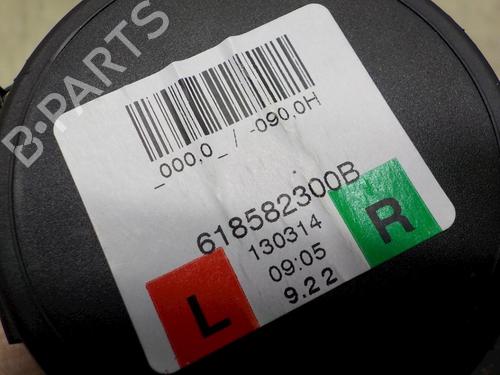 B-PARTS
_000,0_ / -090,0H
618582300B
130314
09:05
9.22
L
R